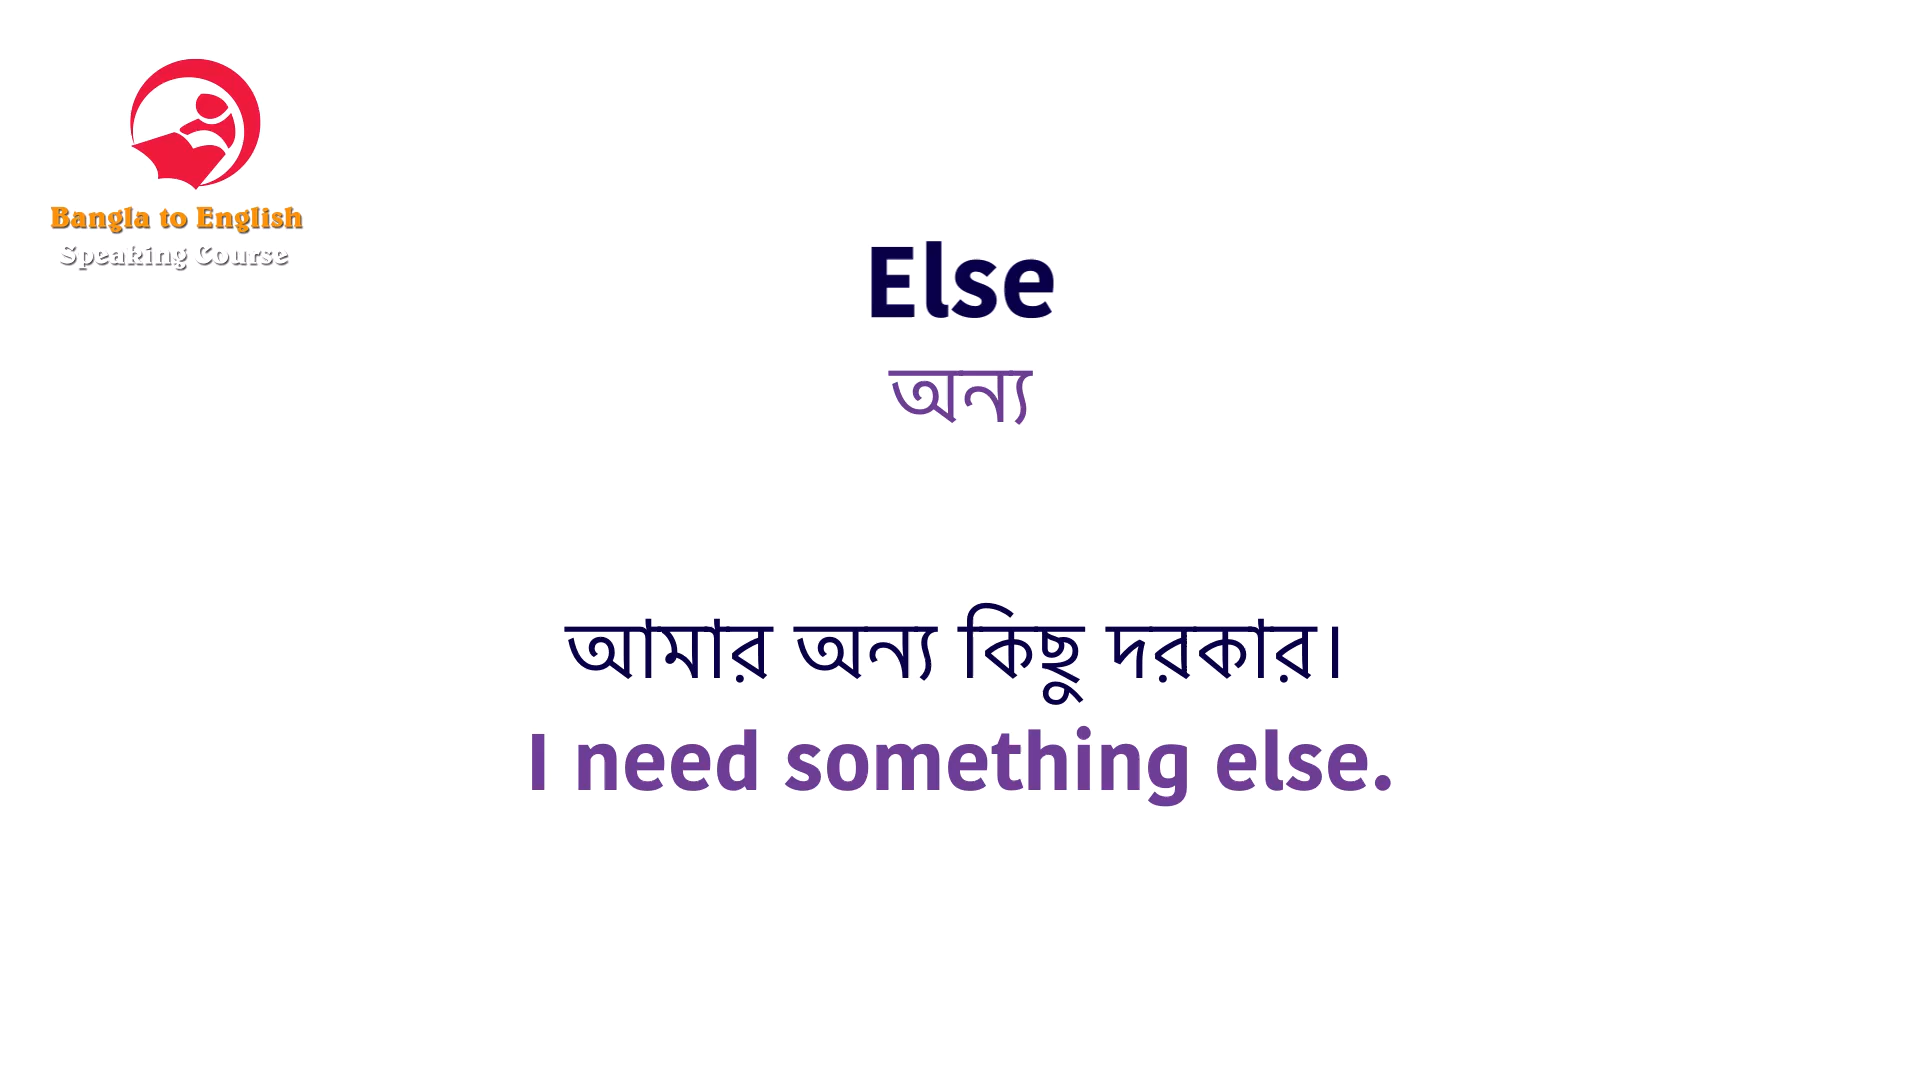 Bangla to English
Speaking Course
Else
অন্য
আমার অন্য কিছু দরকার।
I need something else.